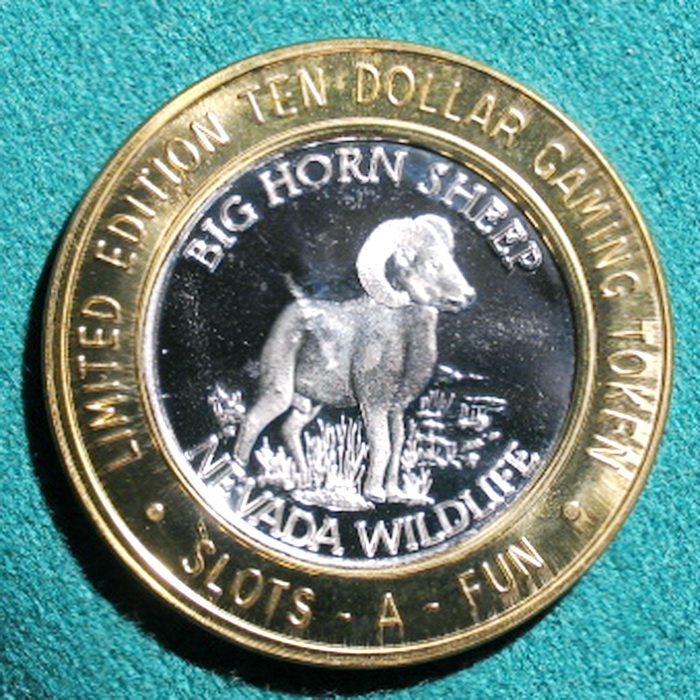 LIMITED EDITION TEN DOLLAR GAMING TOKEN
BIG HORN SHEEP
NEVADA WILDLIFE
• SLOTS - A - FUN •